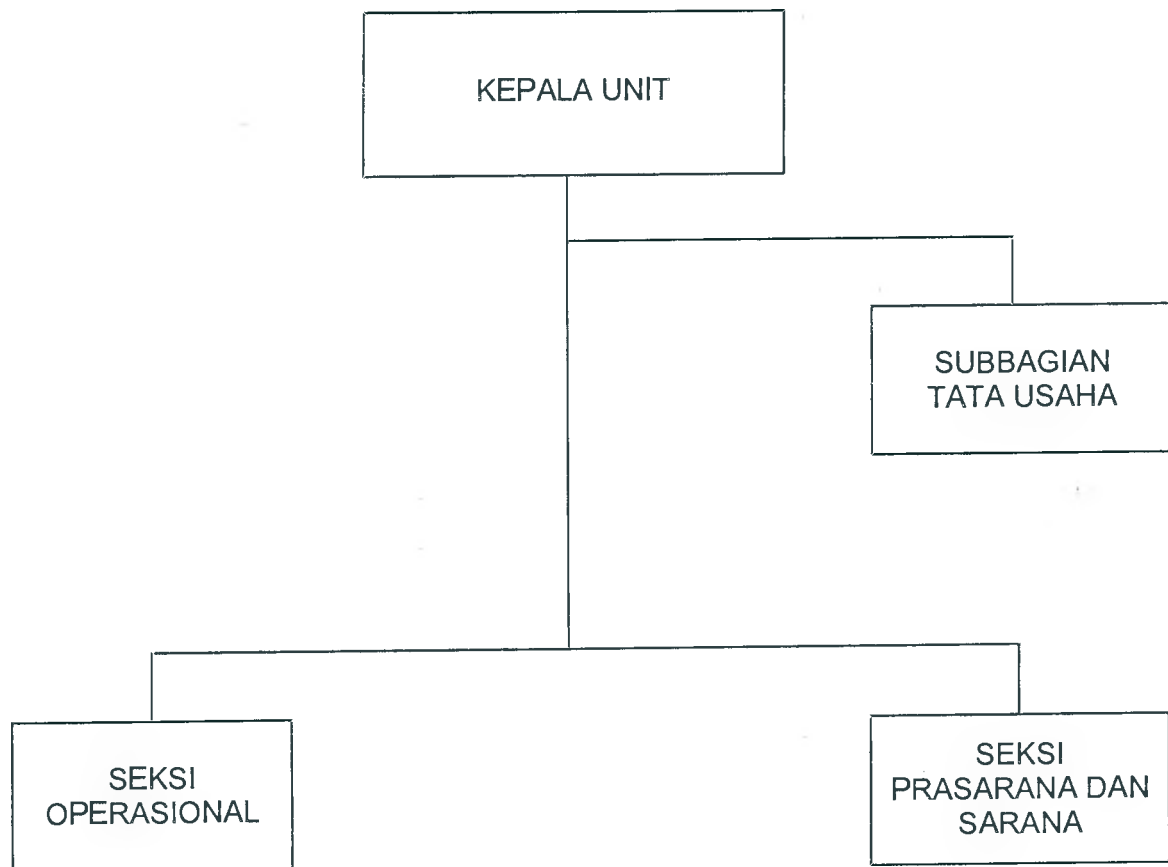 KEPALA UNIT
SUBBAGIAN
TATA USAHA
SEKSI
OPERASIONAL
SEKSI
PRASARANA DAN
SARANA